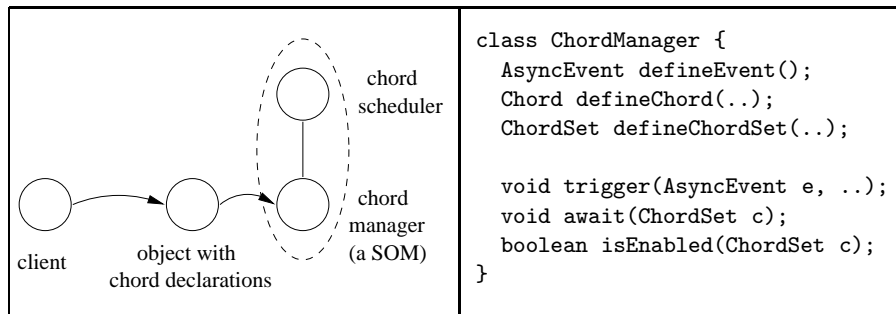 chord
scheduler
chord
manager
(a SOM)
client
object with
chord declarations
class ChordManager {
AsyncEvent defineEvent();
Chord defineChord(..);
ChordSet defineChordSet(..);
void trigger(AsyncEvent e, ..);
void await(ChordSet c);
boolean isEnabled(ChordSet c);
}